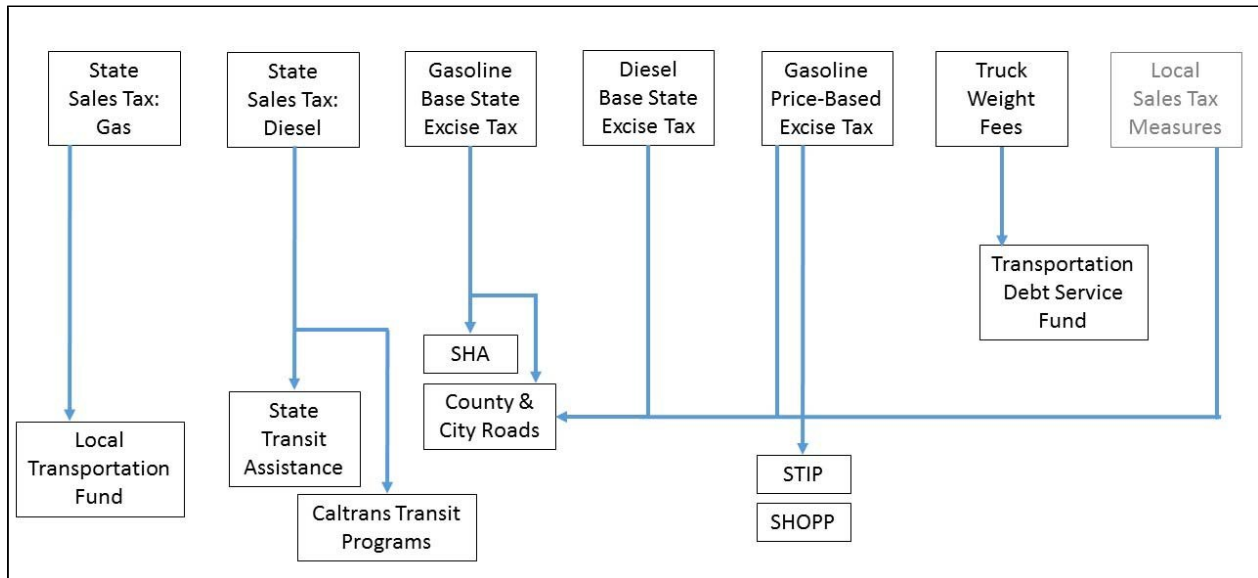 State
Sales Tax:
Gas
State
Sales Tax:
Diesel
Gasoline
Base State
Excise Tax
Diesel
Base State
Excise Tax
Gasoline
Price-Based
Excise Tax
Truck
Weight
Fees
Local
Sales Tax
Measures
Transportation
Debt Service
Fund
SHA
County &
City Roads
State
Transit
Assistance
Local
Transportation
Fund
STIP
SHOPP
Caltrans Transit
Programs